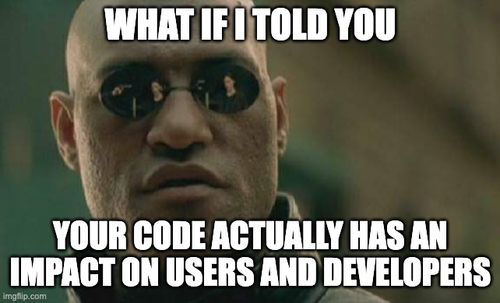 WHAT IF I TOLD YOU
YOUR CODE ACTUALLY HAS AN
IMPACT ON USERS AND DEVELOPERS
imgflip.com